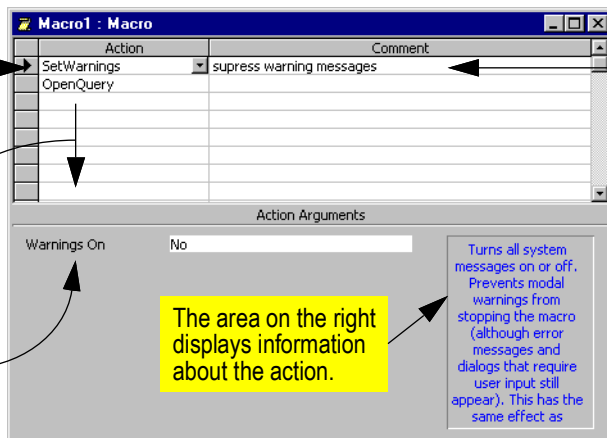 Macro1 : Macro
Action Comment
SetWarnings supress warning messages
OpenQuery
Action Arguments
Warnings On No
The area on the right
displays information
about the action.
Turns all system
messages on or off.
Prevents modal
warnings from
stopping the macro
(although error
messages and
dialogs that require
user input still
appear). This has the
same effect as